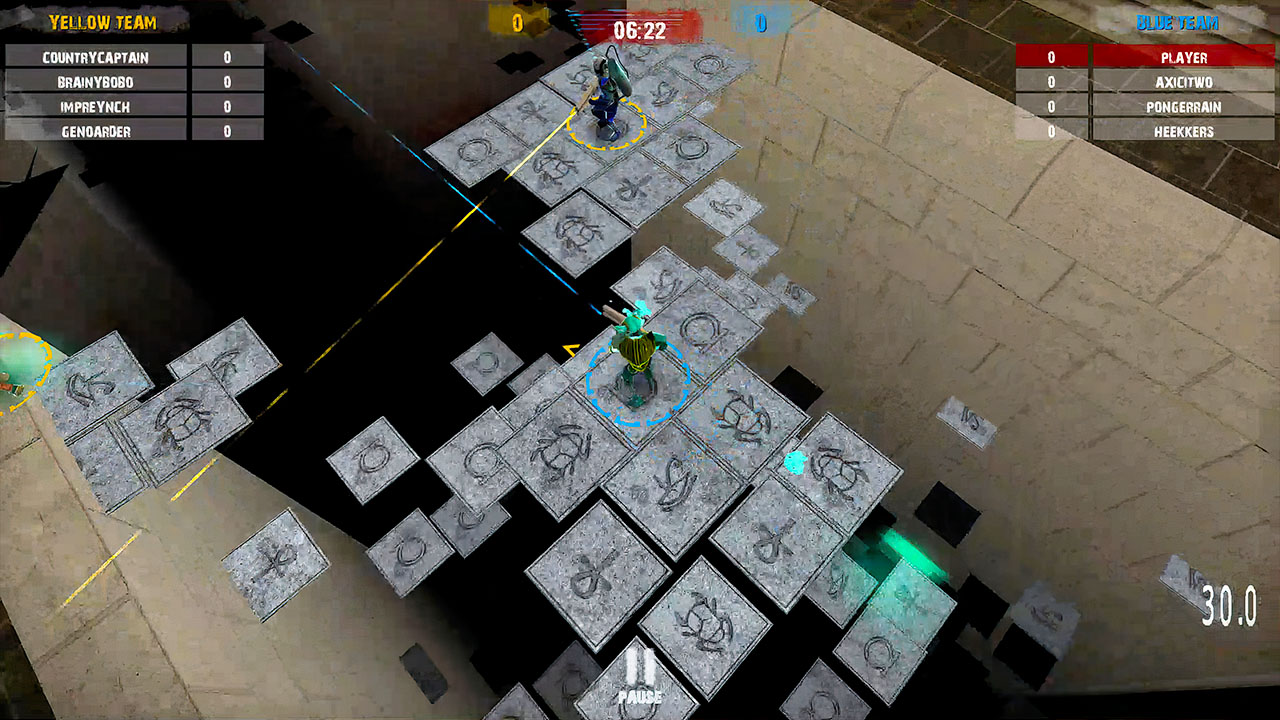 YELLOW TEAM
0
06:22
0
BLUE TEAM
COUNTRYCAPTAIN 0
BRAINYBOBO 0
IMPREYNCH 0
GENOARDER 0
0 PLAYER
0 AXICITWO
0 PONGERRAIN
0 HEEKKERS
30.0
PAUSE